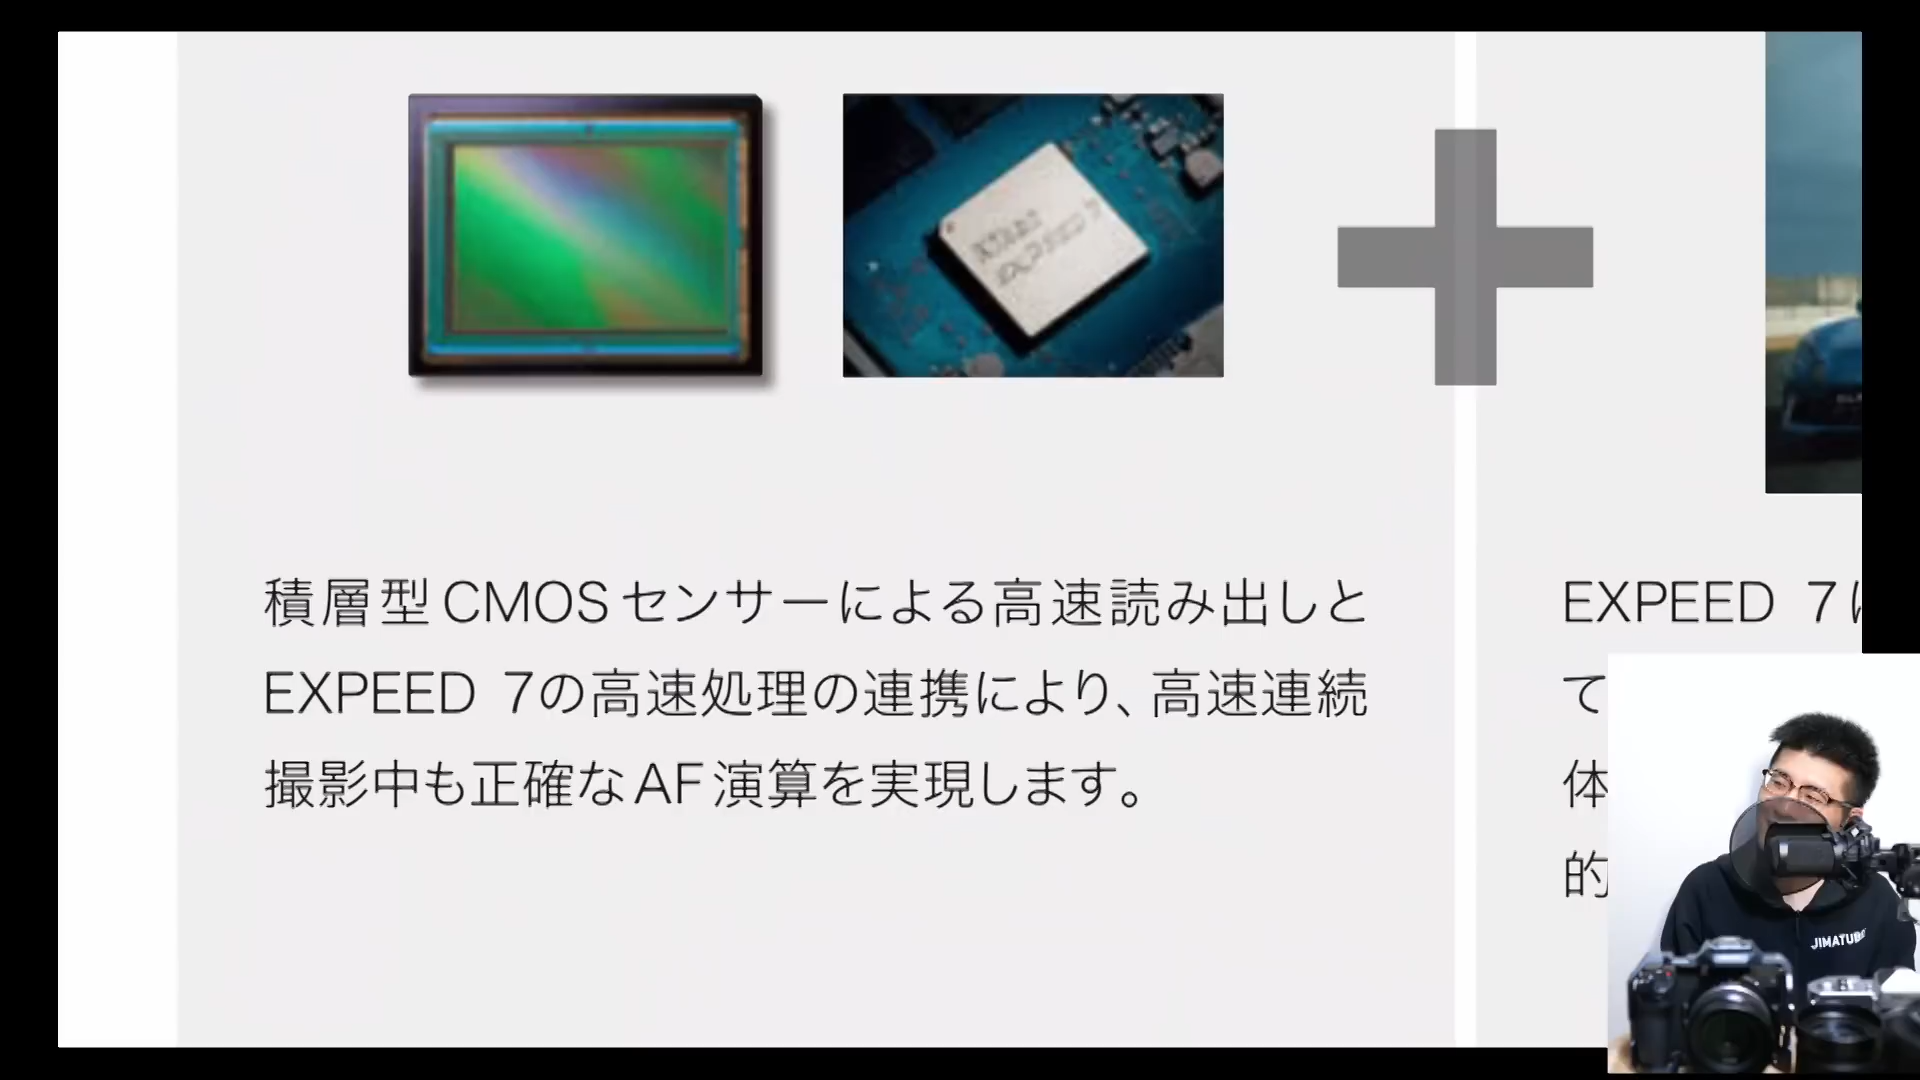 積層型CMOSセンサーによる高速読み出しと
EXPEED 7の高速処理の連携により、高速連続
撮影中も正確なAF演算を実現します。
EXPEED 7
て
体
的
JIMATUBE